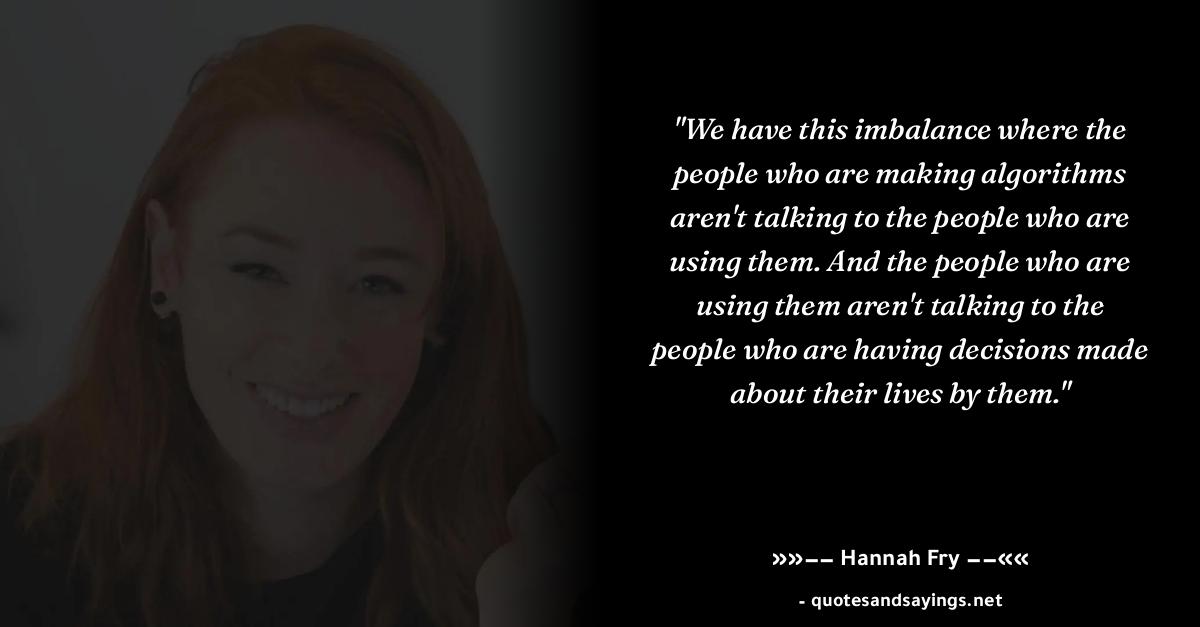 "We have this imbalance where the
people who are making algorithms
aren't talking to the people who are
using them. And the people who are
using them aren't talking to the
people who are having decisions made
about their lives by them."
»»−− Hannah Fry −−««
- quotesandsayings.net